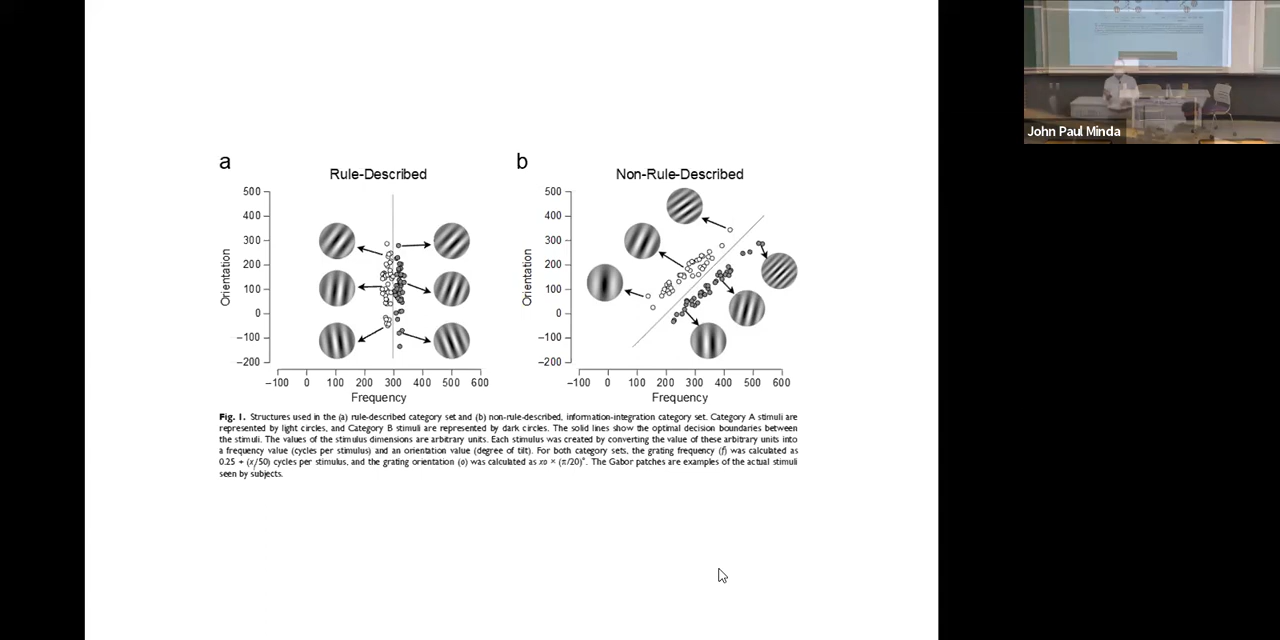 John Paul Minda
a
Rule-Described
500
400
300
200
100
0
−100
−200
Orientation
−100 0 100 200 300 400 500 600
Frequency
b
Non-Rule-Described
500
400
300
200
100
0
−100
−200
Orientation
−100 0 100 200 300 400 500 600
Frequency
Fig. 1. Structures used in the (a) rule-described category set and (b) non-rule-described, information-integration category set. Category A stimuli are
represented by light circles, and Category B stimuli are represented by dark circles. The solid lines show the optimal decision boundaries between
the stimuli. The values of the stimulus dimensions are arbitrary units. Each stimulus was created by converting the value of these arbitrary units into
a frequency value (cycles per stimulus) and an orientation value (degree of tilt). For both category sets, the grating frequency (f) was calculated as
0.25 + (x/50) cycles per stimulus, and the grating orientation (o) was calculated as × (π/20)°. The Gabor patches are examples of the actual stimuli
seen by subjects.